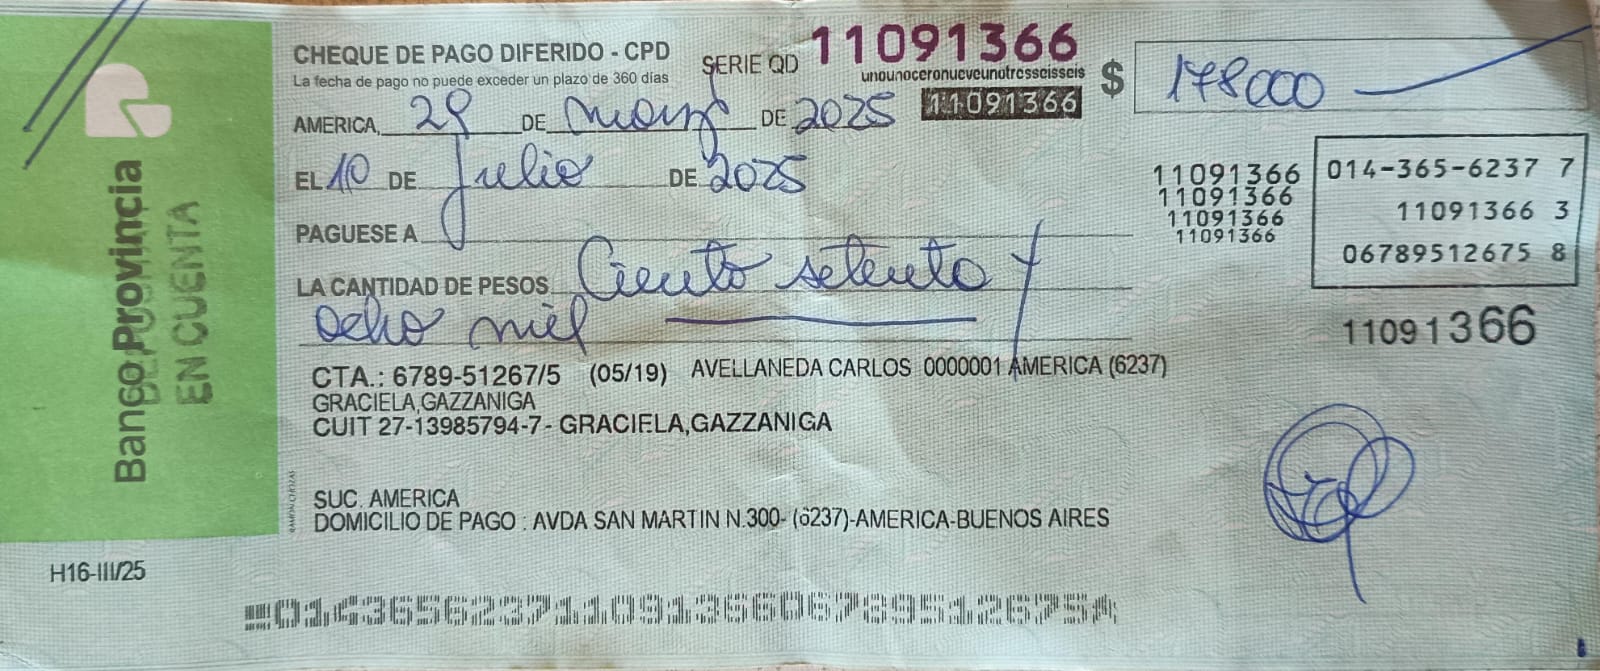 Banco Provincia
DEPOSITAR
EN CUENTA
CHEQUE DE PAGO DIFERIDO - CPD
La fecha de pago no puede exceder un plazo de 360 días
SERIE QD 11091366
unounoceronueveunotresseisseis
11091366
$ 178000
AMERICA, 29 DE mayo DE 2025
EL 10 DE Julio DE 2025
PAGUESE A
LA CANTIDAD DE PESOS Ciento setenta y
ocho mil
11091366
11091366
11091366
11091366
014-365-6237 7
11091366 3
06789512675 8
11091366
CTA.: 6789-51267/5 (05/19) AVELLANEDA CARLOS 0000001 AMERICA (6237)
GRACIELA,GAZZANIGA
CUIT 27-13985794-7- GRACIELA,GAZZANIGA
RAMON CHOZAS
SUC. AMERICA
DOMICILIO DE PAGO : AVDA SAN MARTIN N.300- (6237)-AMERICA-BUENOS AIRES
H16-III/25
01436562371109136606789512675